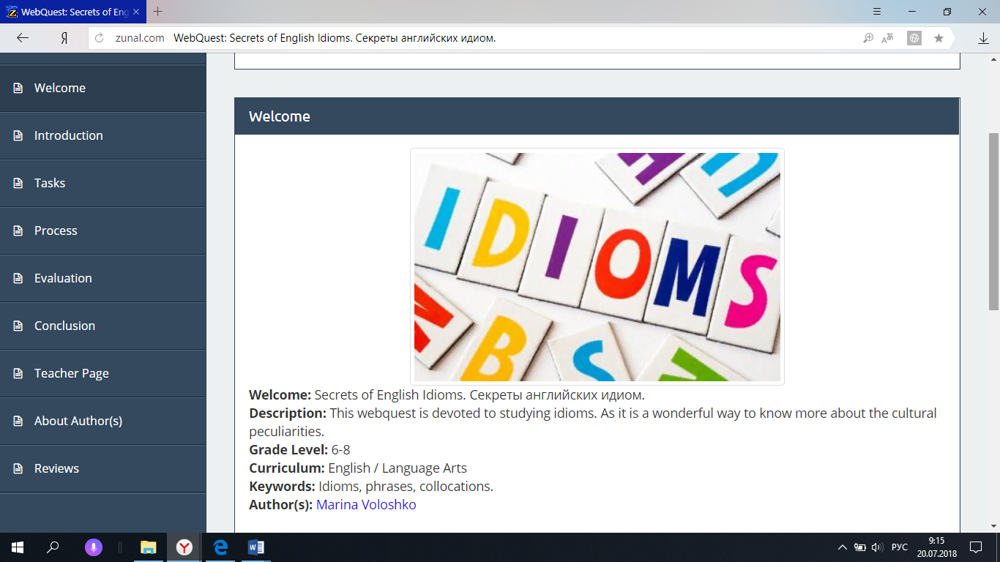 WebQuest: Secrets of Eng
zunal.com WebQuest: Secrets of English Idioms. Секреты английских идиом.
Welcome
Introduction
Tasks
Process
Evaluation
Conclusion
Teacher Page
About Author(s)
Reviews
Welcome
IDIOMS
B S
Welcome: Secrets of English Idioms. Секреты английских идиом.
Description: This webquest is devoted to studying idioms. As it is a wonderful way to know more about the cultural
peculiarities.
Grade Level: 6-8
Curriculum: English / Language Arts
Keywords: Idioms, phrases, collocations.
Author(s): Marina Voloshko
РУС
9:15
20.07.2018